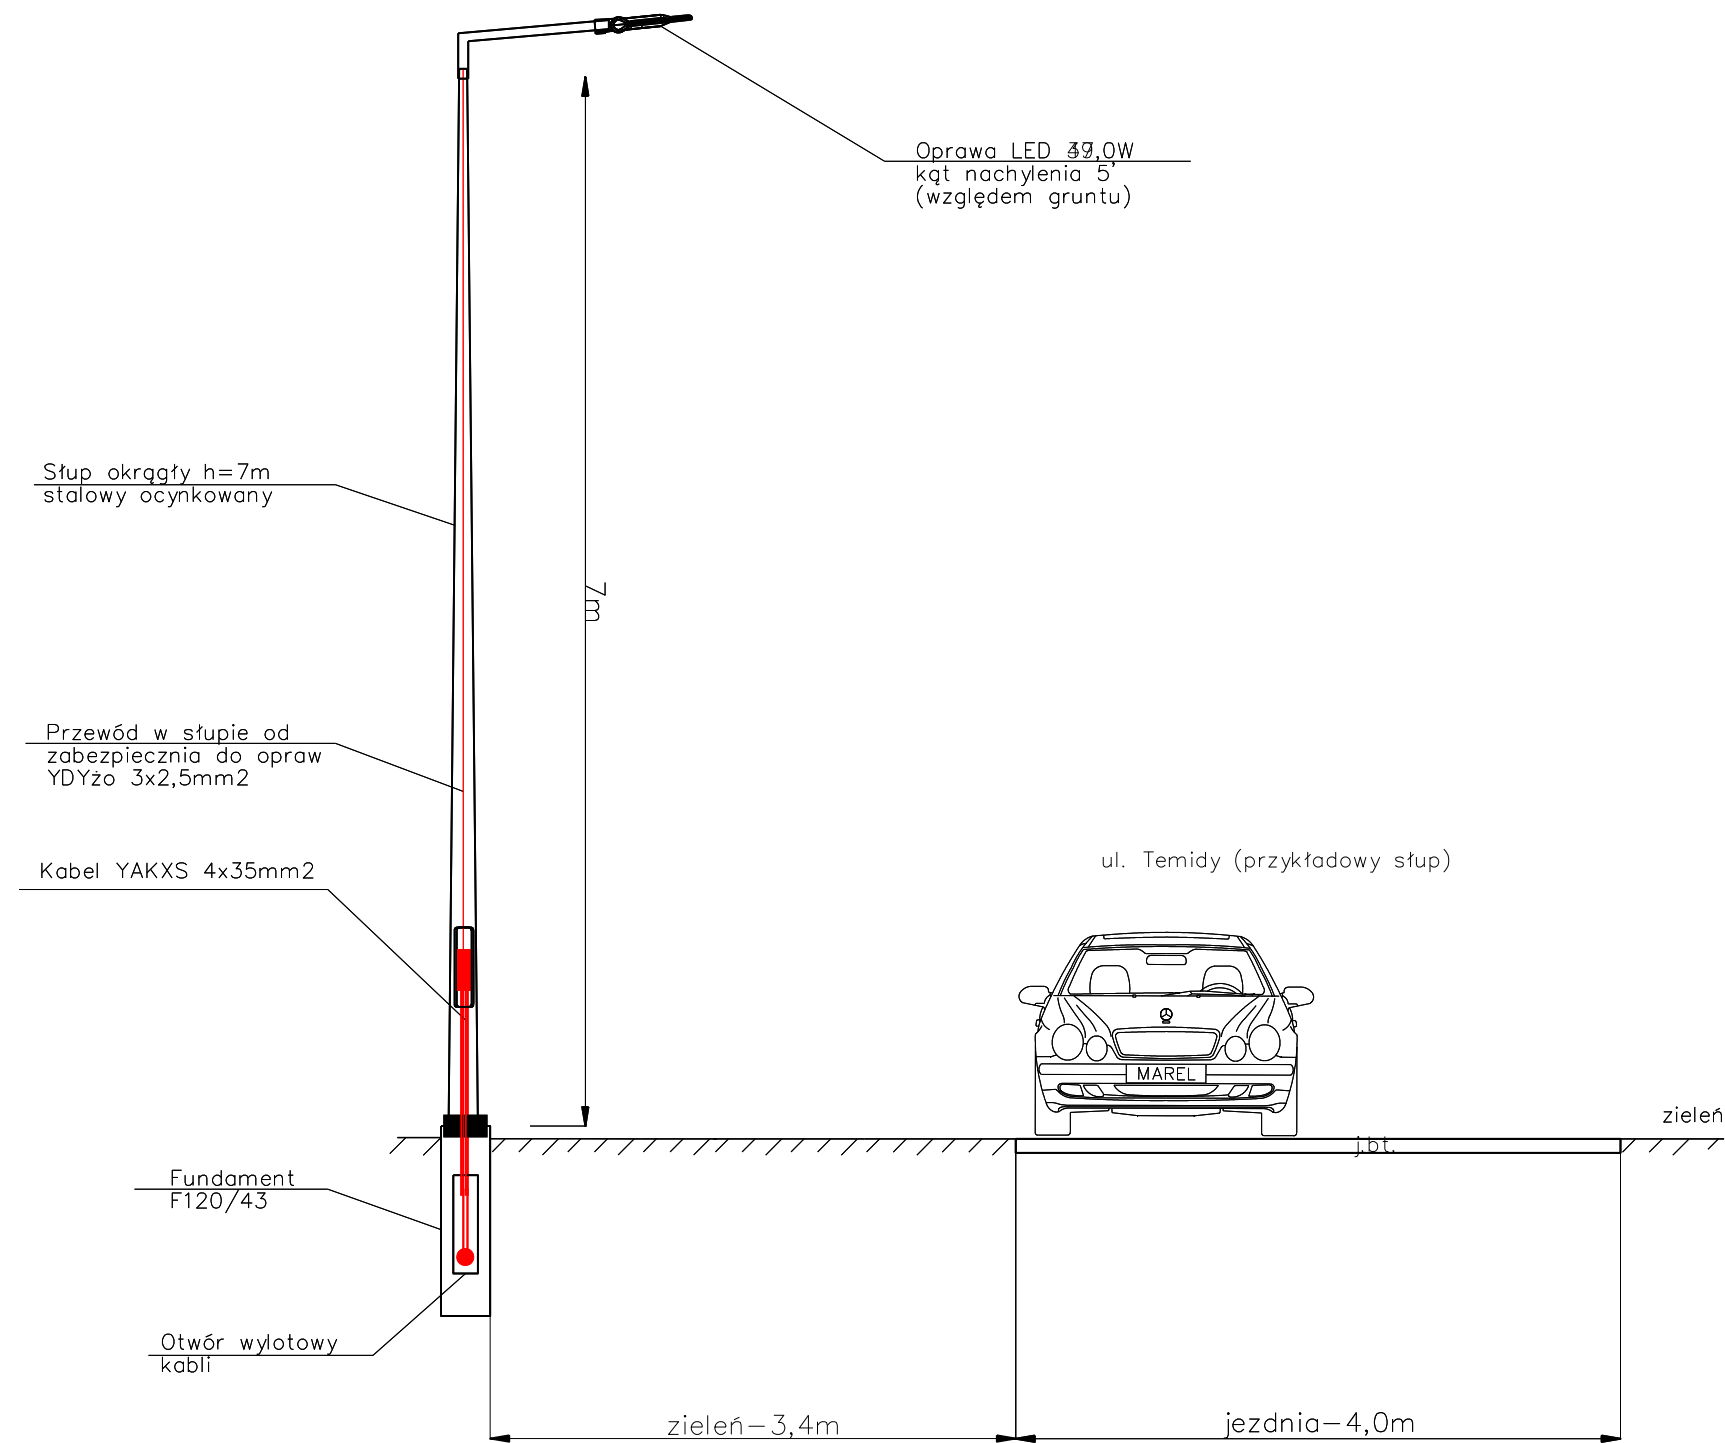 Oprawa LED ,0W
kąt nachylenia 5°
(względem gruntu)
Słup okrągły h=7m
stalowy ocynkowany
7m
Przewód w słupie od
zabezpiecznia do opraw
YDYżo 3x2,5mm2
Kabel YAKXS 4x35mm2
ul. Temidy (przykładowy słup)
MAREL
zieleń
j.bt.
Fundament
F120/43
Otwór wylotowy
kabli
zieleń-3,4m
jezdnia-4,0m